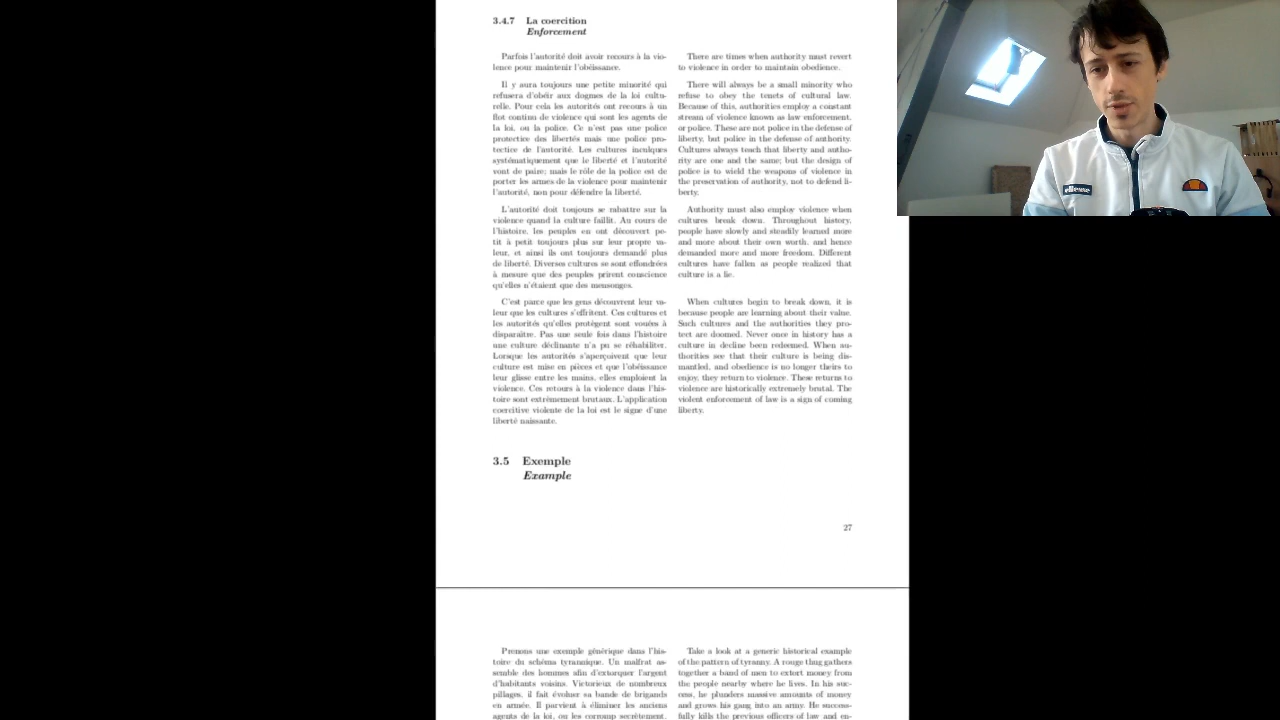 3.4.7 La coercition
Enforcement
Parfois l'autorité doit avoir recours à la vio-
lence pour maintenir l'obéissance.
Il y aura toujours une petite minorité qui
refusera d'obéir aux dogmes de la loi cultu-
relle. Pour cela les autorités ont recours à un
flot continu de violence qui sont les agents de
la loi, ou la police. Ce n'est pas une police
protectice des libertés mais une police pro-
tectice de l'autorité. Les cultures inculques
systématiquement que le liberté et l'autorité
vont de paire; mais le rôle de la police est de
porter les armes de la violence pour maintenir
l'autorité, non pour défendre la liberté.
L'autorité doit toujours se rabattre sur la
violence quand la culture faillit. Au cours de
l'histoire, les peuples en ont découvert pe-
tit à petit toujours plus sur leur propre va-
leur, et ainsi ils ont toujours demandé plus
de liberté. Diverses cultures se sont effondrées
à mesure que des peuples prirent conscience
qu'elles n'étaient que des mensonges.
C'est parce que les gens découvrent leur va-
leur que les cultures s'effritent. Ces cultures et
les autorités qu'elles protègent sont vouées à
disparaître. Pas une seule fois dans l'histoire
une culture déclinante n'a pu se réhabiliter.
Lorsque les autorités s'aperçoivent que leur
culture est mise en pièces et que l'obéissance
leur glisse entre les mains, elles emploient la
violence. Ces retours à la violence dans l'his-
toire sont extrêmement brutaux. L'application
coercitive violente de la loi est le signe d'une
liberté naissante.
There are times when authority must revert
to violence in order to maintain obedience.
There will always be a small minority who
refuse to obey the tenets of cultural law.
Because of this, authorities employ a constant
stream of violence known as law enforcement,
or police. These are not police in the defense of
liberty, but police in the defense of authority.
Cultures always teach that liberty and autho-
rity are one and the same; but the design of
police is to wield the weapons of violence in
the preservation of authority, not to defend li-
berty.
Authority must also employ violence when
cultures break down. Throughout history,
people have slowly and steadily learned more
and more about their own worth, and hence
demanded more and more freedom. Different
cultures have fallen as people realized that
culture is a lie.
When cultures begin to break down, it is
because people are learning about their value.
Such cultures and the authorities they pro-
tect are doomed. Never once in history has a
culture in decline been redeemed. When au-
thorities see that their culture is being dis-
mantled, and obedience is no longer theirs to
enjoy, they return to violence. These returns to
violence are historically extremely brutal. The
violent enforcement of law is a sign of coming
liberty.
3.5 Exemple
Example
27
Prenons une exemple générique dans l'his-
toire du schéma tyrannique. Un malfrat as-
semble des hommes afin d'extorquer l'argent
d'habitants voisins. Victorieux de nombreux
pillages, il fait évoluer sa bande de brigands
en armée. Il parvient à éliminer les anciens
agents de la loi, ou les corromp secrètement.
Take a look at a generic historical example
of the pattern of tyranny. A rouge thug gathers
together a band of men to extort money from
the people nearby where he lives. In his suc-
cess, he plunders massive amounts of money
and grows his gang into an army. He success-
fully kills the previous officers of law and en-
ellesse